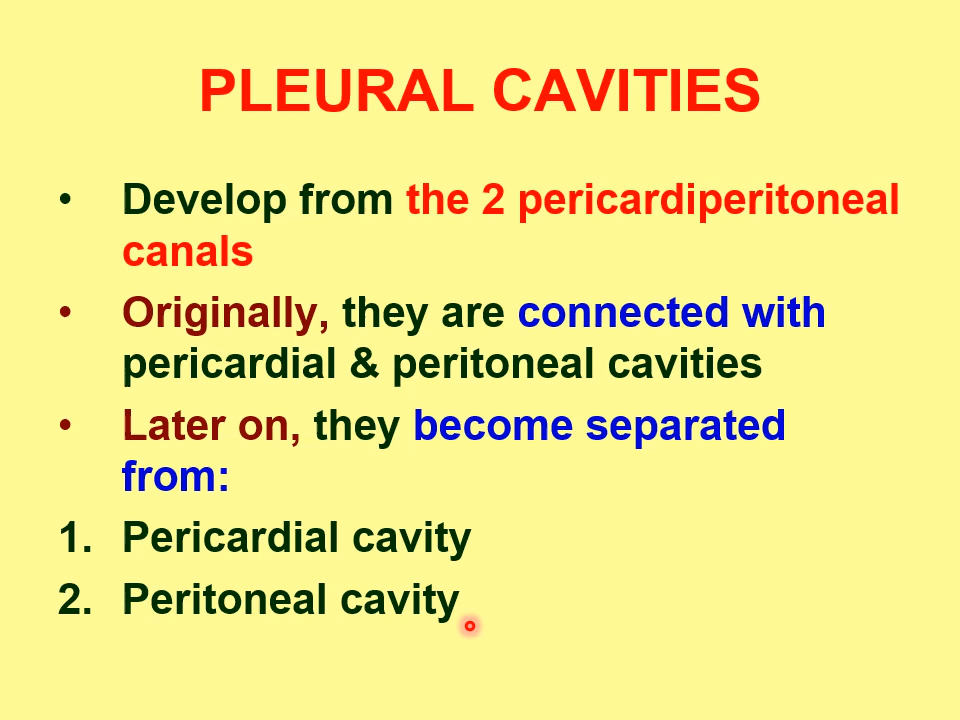 PLEURAL CAVITIES
• Develop from the 2 pericardiperitoneal
canals
• Originally, they are connected with
pericardial & peritoneal cavities
• Later on, they become separated
from:
1. Pericardial cavity
2. Peritoneal cavity